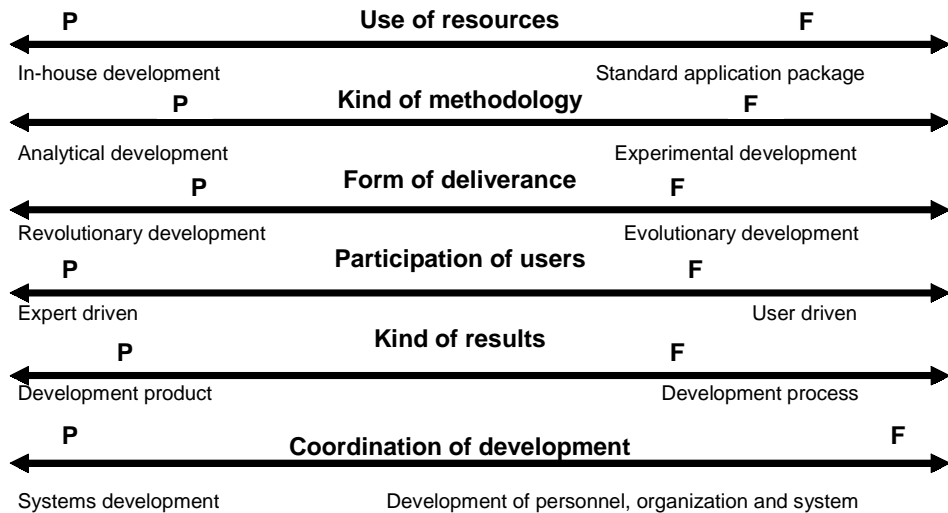 P Use of resources F
In-house development Standard application package
P Kind of methodology F
Analytical development Experimental development
P Form of deliverance F
Revolutionary development Evolutionary development
P Participation of users F
Expert driven User driven
P Kind of results F
Development product Development process
P Coordination of development F
Systems development Development of personnel, organization and system